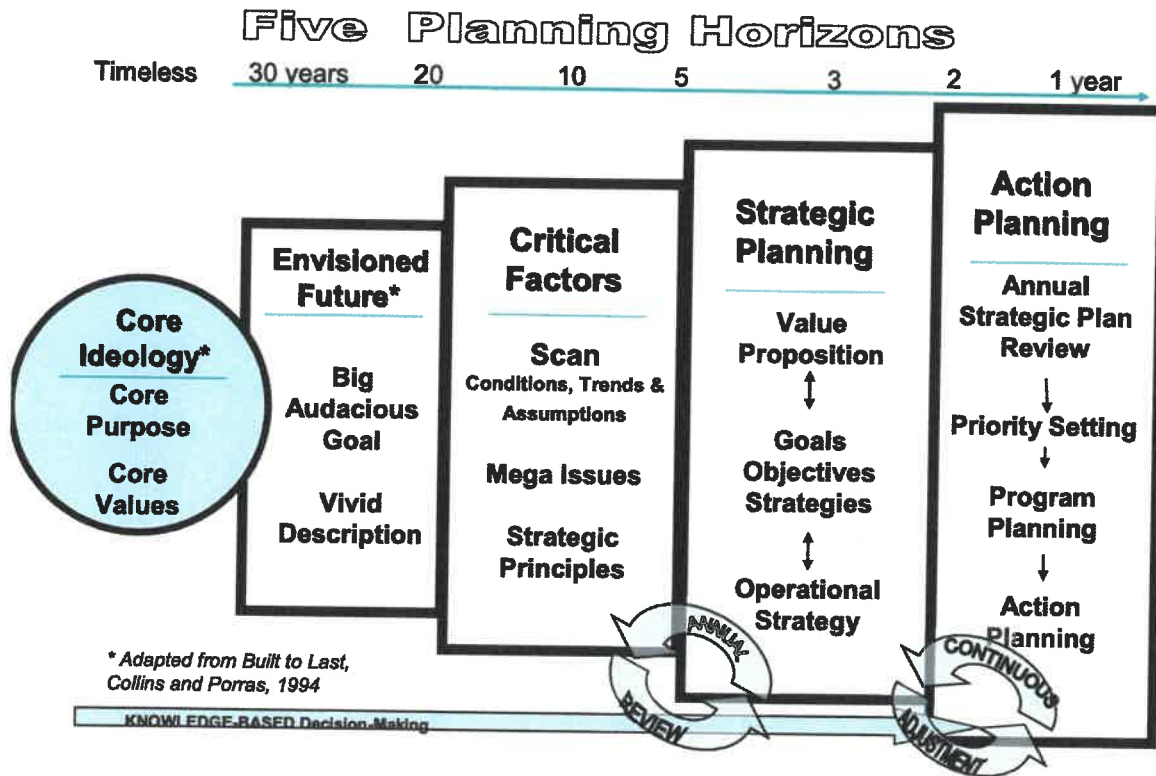 Five Planning Horizons
Timeless 30 years 20 10 5 3 2 1 year
Core
Ideology*
Core
Purpose
Core
Values
Envisioned
Future*
Big
Audacious
Goal
Vivid
Description
Critical
Factors
Scan
Conditions, Trends &
Assumptions
Mega Issues
Strategic
Principles
Strategic
Planning
Value
Proposition
Goals
Objectives
Strategies
Operational
Strategy
Action
Planning
Annual
Strategic Plan
Review
Priority Setting
Program
Planning
Action
Planning
ANNUAL
REVIEW
CONTINUOUS
ADJUSTMENT
* Adapted from Built to Last,
Collins and Porras, 1994
KNOWLEDGE-BASED Decision-Making